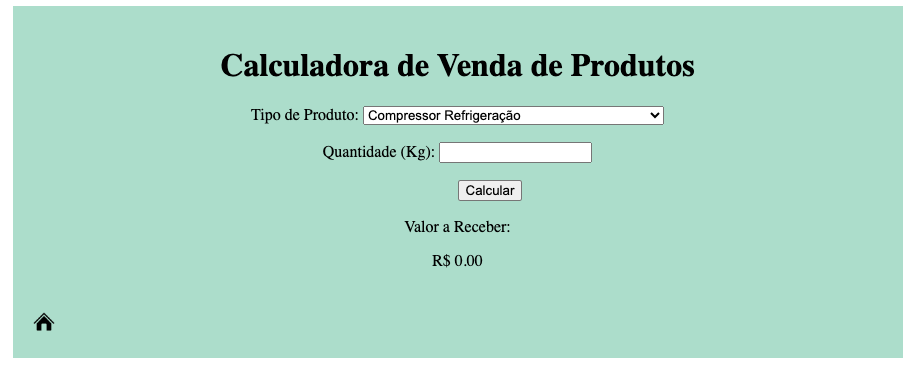 Calculadora de Venda de Produtos
Tipo de Produto: Compressor Refrigeração
Quantidade (Kg):
Calcular
Valor a Receber:
R$ 0.00